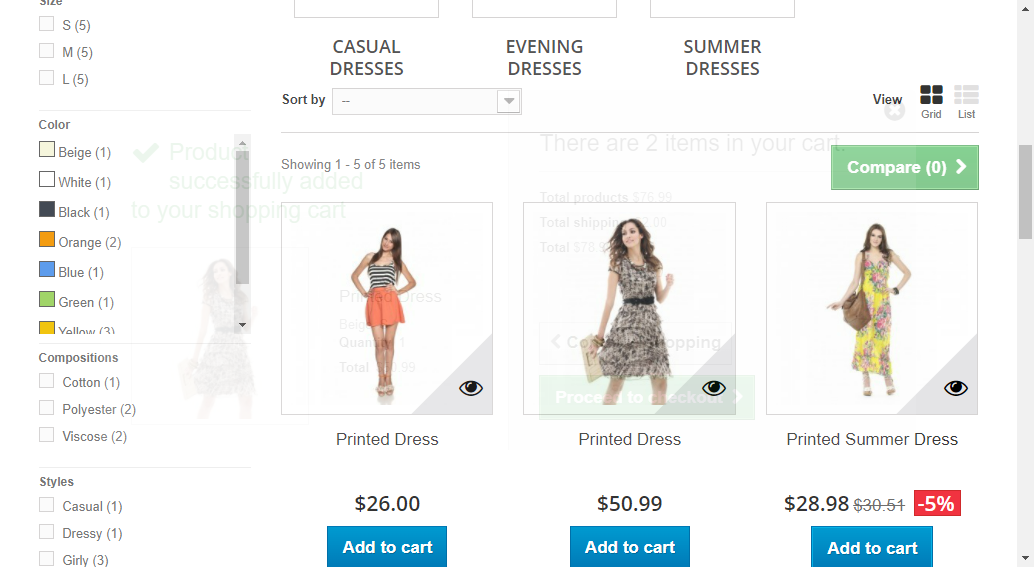 Size
S (5)
M (5)
L (5)
Color
Beige (1)
White (1)
Black (1)
Orange (2)
Blue (1)
Green (1)
Yellow (3)
Compositions
Cotton (1)
Polyester (2)
Viscose (2)
Styles
Casual (1)
Dressy (1)
Girly (3)
CASUAL
DRESSES
EVENING
DRESSES
SUMMER
DRESSES
Sort by
--
View
Grid
List
Showing 1 - 5 of 5 items
Compare (0)
Product
successfully added
to your shopping cart
Printed Dress
Quantity 1
Total
There are 2 items in your cart.
Total products $76.99
Total shipping
Total
Continue shopping
Proceed to checkout
Printed Dress
$26.00
Add to cart
Printed Dress
$50.99
Add to cart
Printed Summer Dress
$28.98 $30.51 -5%
Add to cart